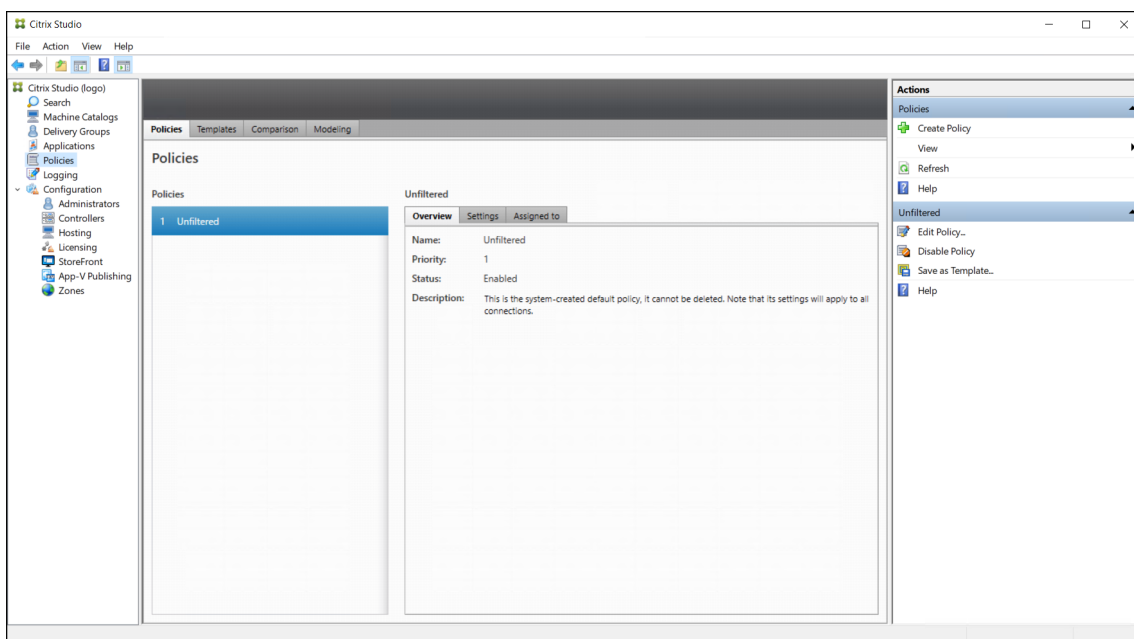 Citrix Studio
File Action View Help
Citrix Studio (logo)
Search
Machine Catalogs
Delivery Groups
Applications
Policies
Logging
Configuration
Administrators
Controllers
Hosting
Licensing
StoreFront
App-V Publishing
Zones
Policies Templates Comparison Modeling
Policies
Policies
1 Unfiltered
Unfiltered
Overview Settings Assigned to
Name: Unfiltered
Priority: 1
Status: Enabled
Description: This is the system-created default policy, it cannot be deleted. Note that its settings will apply to all
connections.
Actions
Policies
Create Policy
View
Refresh
Help
Unfiltered
Edit Policy...
Disable Policy
Save as Template...
Help